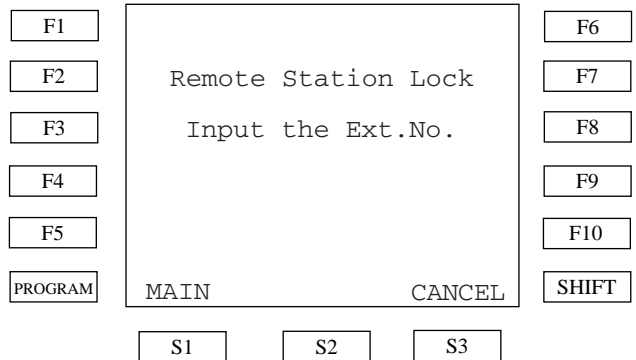 F1
F6
F2
Remote Station Lock
F7
F3
Input the Ext.No.
F8
F4
F9
F5
F10
PROGRAM
MAIN
CANCEL
SHIFT
S1
S2
S3